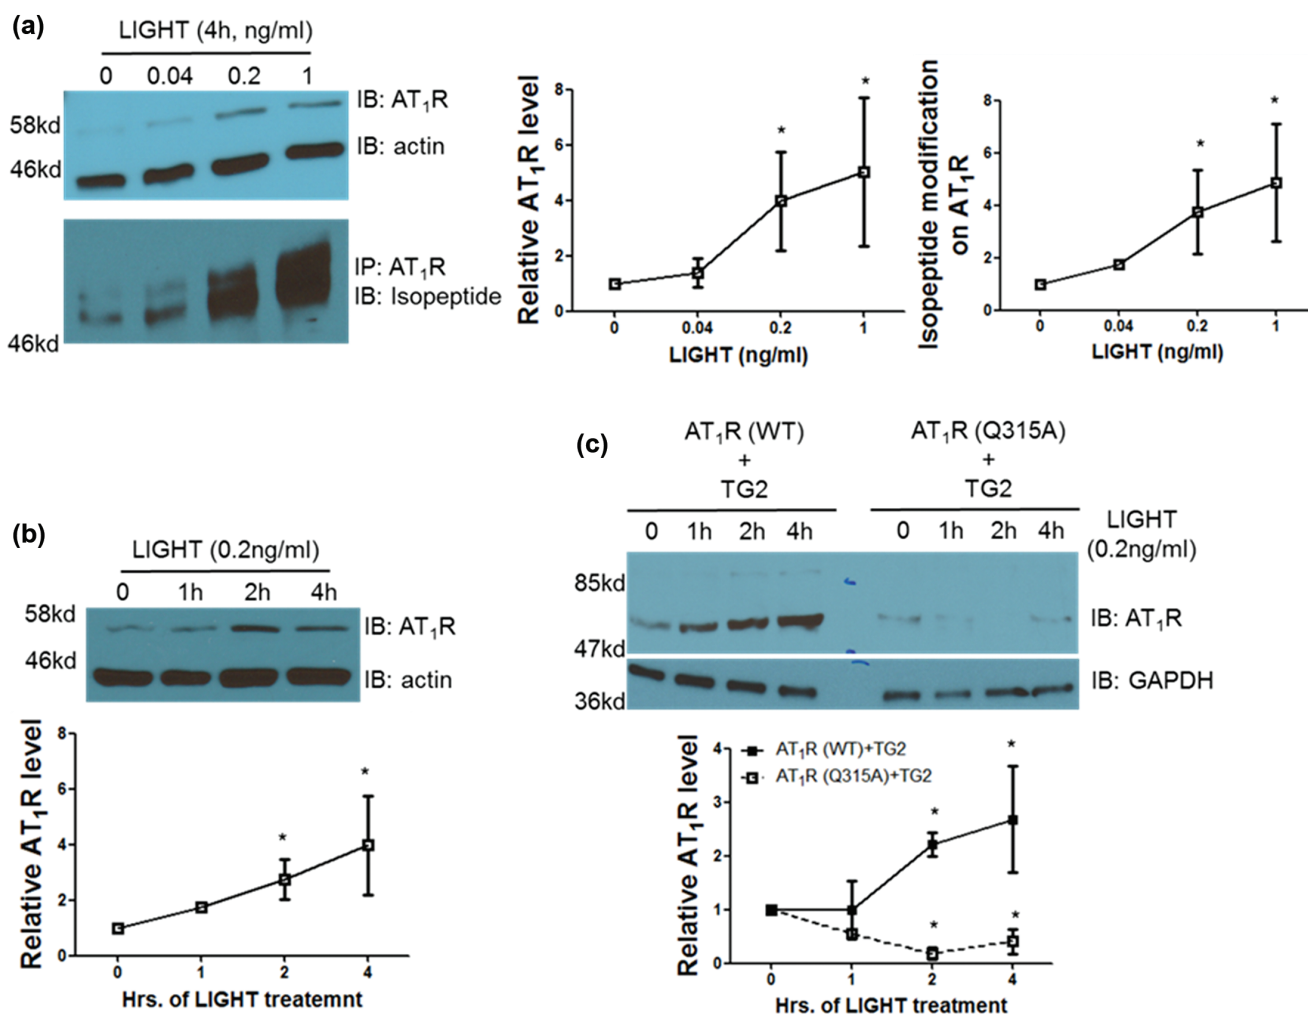 (a)
LIGHT (4h, ng/ml)
0 0.04 0.2 1
58kd
46kd
IB: AT1R
IB: actin
46kd
IP: AT1R
IB: Isopeptide
Relative AT1R level
8
6
4
2
0
0 0.04 0.2 1
LIGHT (ng/ml)
* *
Isopeptide modification
on AT1R
8
6
4
2
0
0 0.04 0.2 1
LIGHT (ng/ml)
* *
(b)
LIGHT (0.2ng/ml)
0 1h 2h 4h
58kd
46kd
IB: AT1R
IB: actin
Relative AT1R level
8
6
4
2
0
0 1 2 4
Hrs. of LIGHT treatemnt
* *
(c)
AT1R (WT)
+
TG2
AT1R (Q315A)
+
TG2
0 1h 2h 4h
0 1h 2h 4h
LIGHT
(0.2ng/ml)
85kd
47kd
36kd
IB: AT1R
IB: GAPDH
Relative AT1R level
4
3
2
1
0
AT1R (WT)+TG2
AT1R (Q315A)+TG2
* *
* *
0 1 2 4
Hrs. of LIGHT treatment